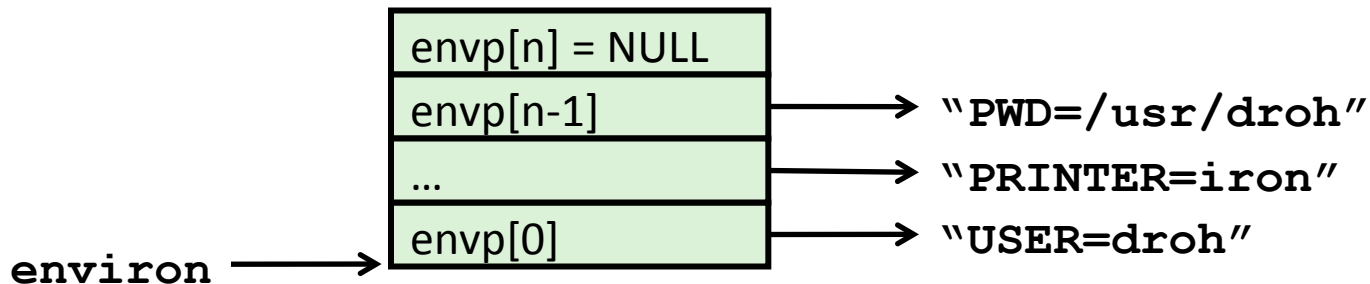 envp[n] = NULL
envp[n-1] “PWD=/usr/droh”
… “PRINTER=iron”
envp[0] “USER=droh”
environ